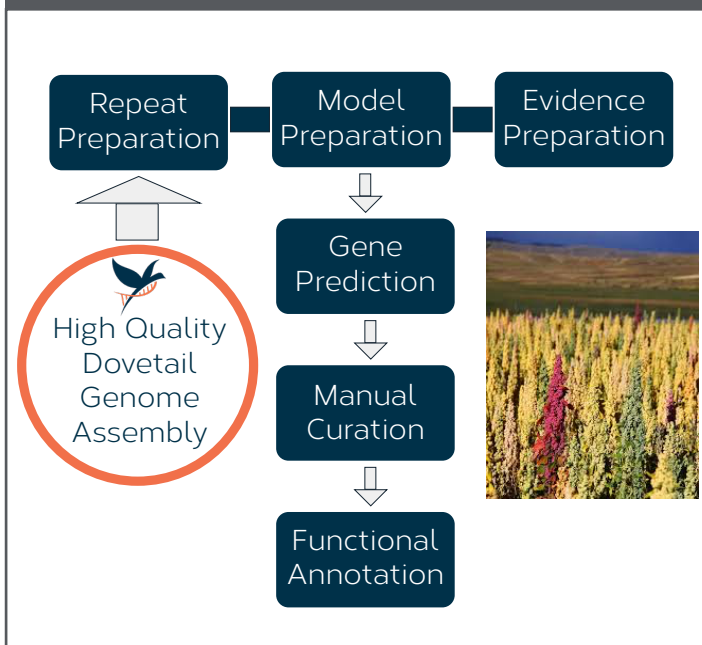 Repeat
Preparation
Model
Preparation
Evidence
Preparation
High Quality
Dovetail
Genome
Assembly
Gene
Prediction
Manual
Curation
Functional
Annotation